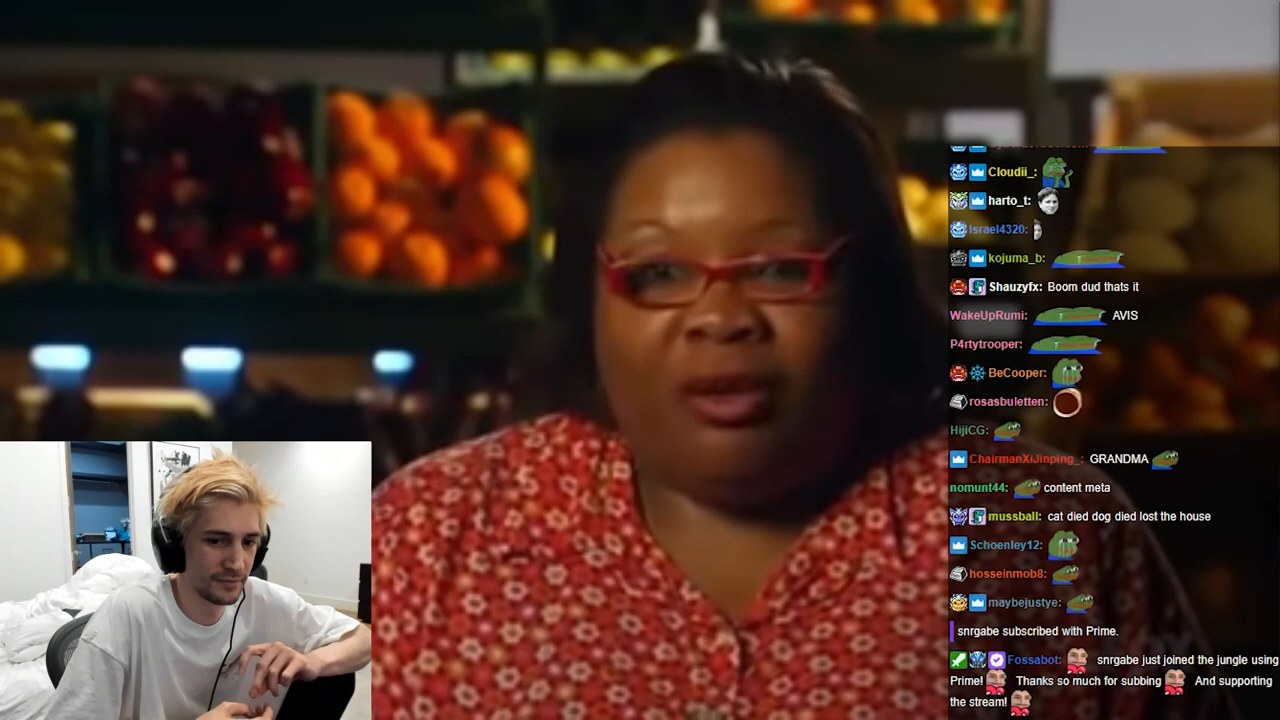 Cloudii_:
harto_t:
Israel4320:
kojuma_b:
Shauzyfx: Boom dud thats it
WakeUpRumi: AVIS
P4rtytrooper:
BeCooper:
rosasbuletten:
HijiCG:
ChairmanXiJinping_: GRANDMA
nomunt44: content meta
mussball: cat died dog died lost the house
Schoenley12:
hosseinmob8:
maybejustye:
snrgabe subscribed with Prime.
Fossabot: snrgabe just joined the jungle using
Prime! Thanks so much for subbing And supporting
the stream!